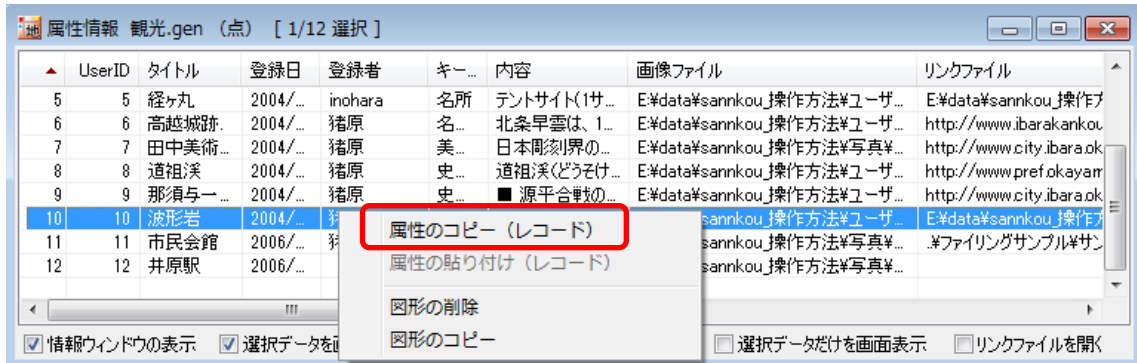 地 属性情報 観光.gen （点） [ 1/12 選択 ]
UserID タイトル 登録日 登録者 キー... 内容 画像ファイル リンクファイル
5 5 経ヶ丸 2004/... inohara 名所 テントサイト(1サ... E:¥data¥sannkou_操作方法¥ユーザ... E:¥data¥sannkou_操作方
6 6 高越城跡. 2004/... 猪原 名... 北条早雲は、1... E:¥data¥sannkou_操作方法¥ユーザ... http://www.ibarakankou
7 7 田中美術... 2004/... 猪原 美... 日本彫刻界の... E:¥data¥sannkou_操作方法¥写真¥... http://www.city.ibara.ok
8 8 道祖渓 2004/... 猪原 史... 道祖渓(どうそけ... E:¥data¥sannkou_操作方法¥ユーザ... http://www.pref.okayam
9 9 那須与一... 2004/... 猪原 史... ■ 源平合戦の... E:¥data¥sannkou_操作方法¥ユーザ... http://www.city.ibara.ok
10 10 波形岩 2004/... sannkou_操作方法¥ユーザ... E:¥data¥sannkou_操作方
11 11 市民会館 2006/... sannkou_操作方法¥写真¥... .¥ファイリングサンプル¥サン
12 12 井原駅 2006/... sannkou_操作方法¥写真¥...
属性のコピー（レコード）
属性の貼り付け（レコード）
図形の削除
図形のコピー
情報ウィンドウの表示 選択データを 選択データだけを画面表示 リンクファイルを開く